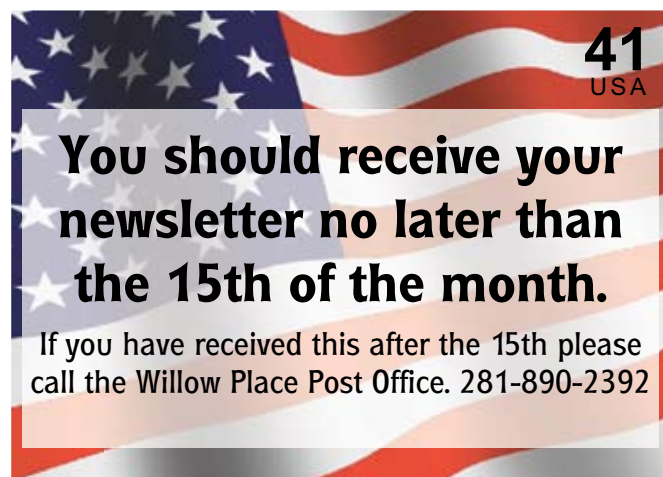 41
USA
You should receive your
newsletter no later than
the 15th of the month.
If you have received this after the 15th please
call the Willow Place Post Office. 281-890-2392